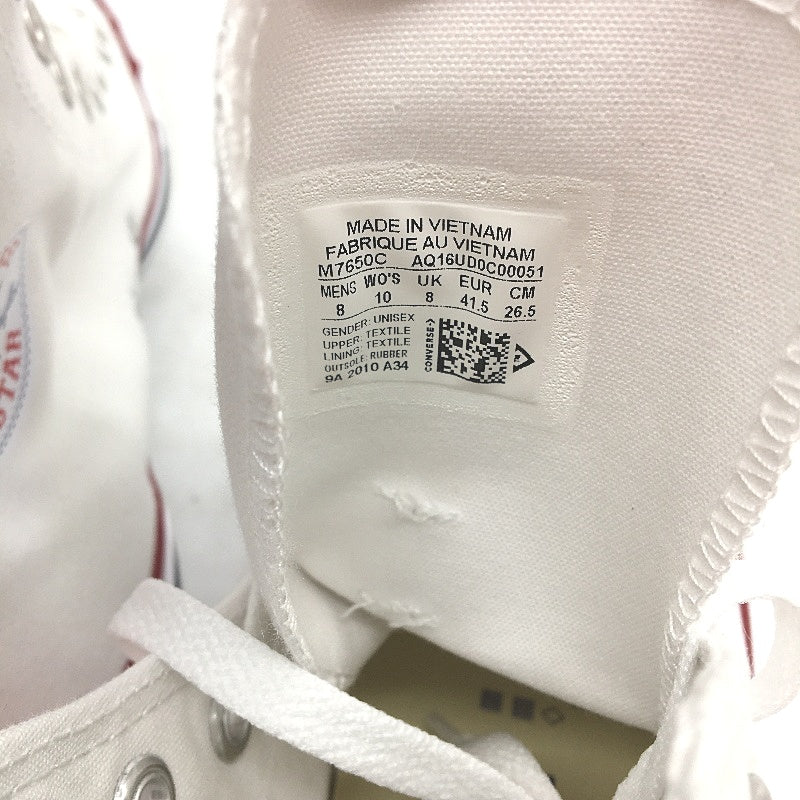 MADE IN VIETNAM
FABRIQUE AU VIETNAM
M7650C AQ16UD0C00051
MENS WO'S UK EUR CM
8 10 8 41.5 26.5
GENDER: UNISEX
UPPER: TEXTILE
LINING: TEXTILE
OUTSOLE: RUBBER
9A 2010 A34
CONVERSE
STAR